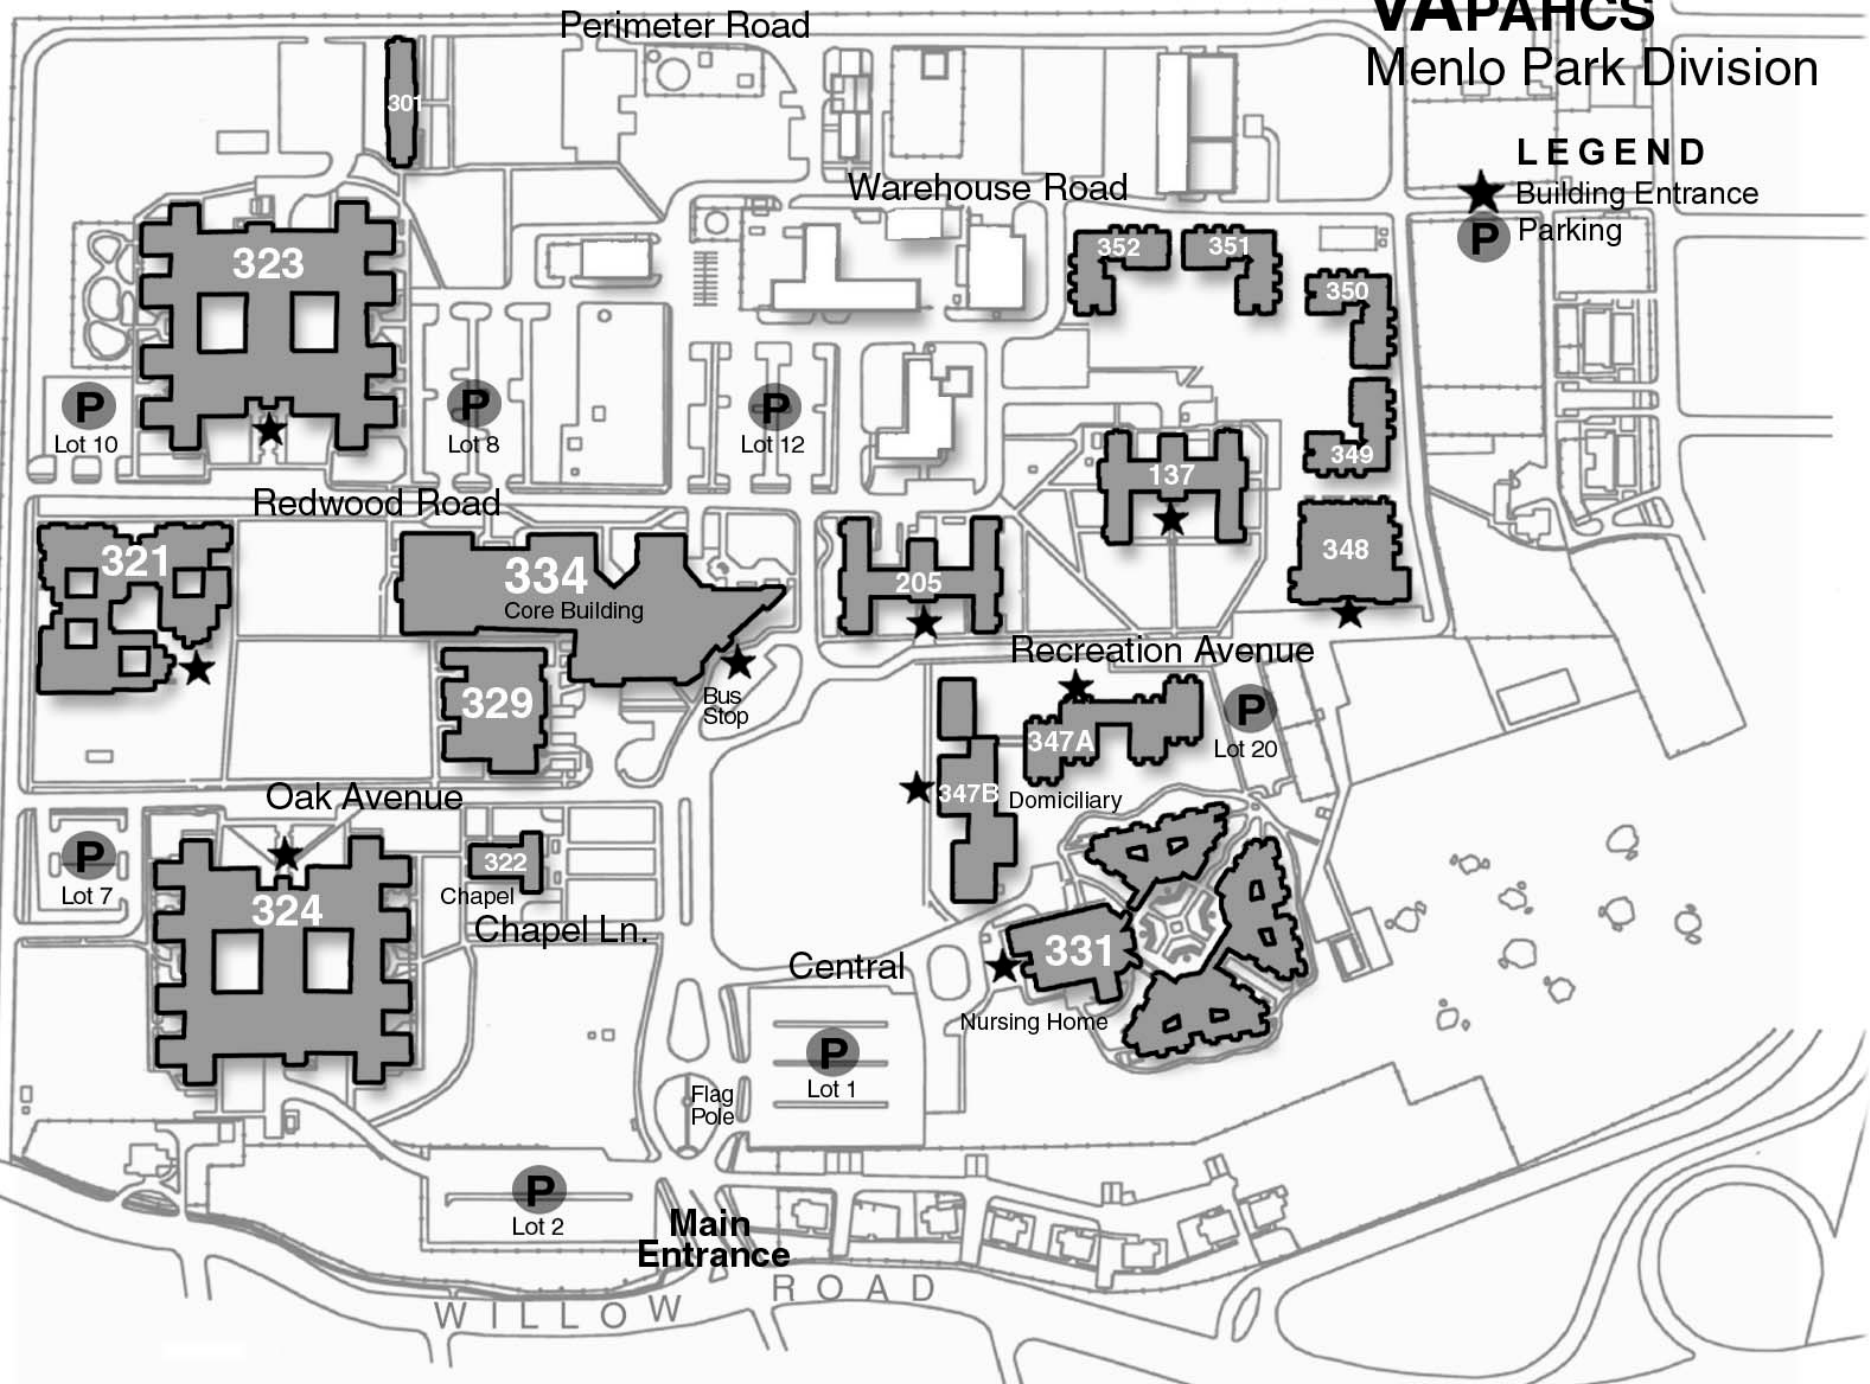 VAPAHCS
Menlo Park Division
LEGEND
Building Entrance
P Parking
Perimeter Road
301
Warehouse Road
323
352
351
350
P
Lot 10
P
Lot 8
P
Lot 12
349
137
348
Redwood Road
321
334
Core Building
205
329
Bus
Stop
Recreation Avenue
347A
P
Lot 20
347B
Domiciliary
Oak Avenue
P
Lot 7
324
322
Chapel
Chapel Ln.
Central
331
Nursing Home
P
Lot 1
Flag
Pole
P
Lot 2
Main
Entrance
WILLOW ROAD